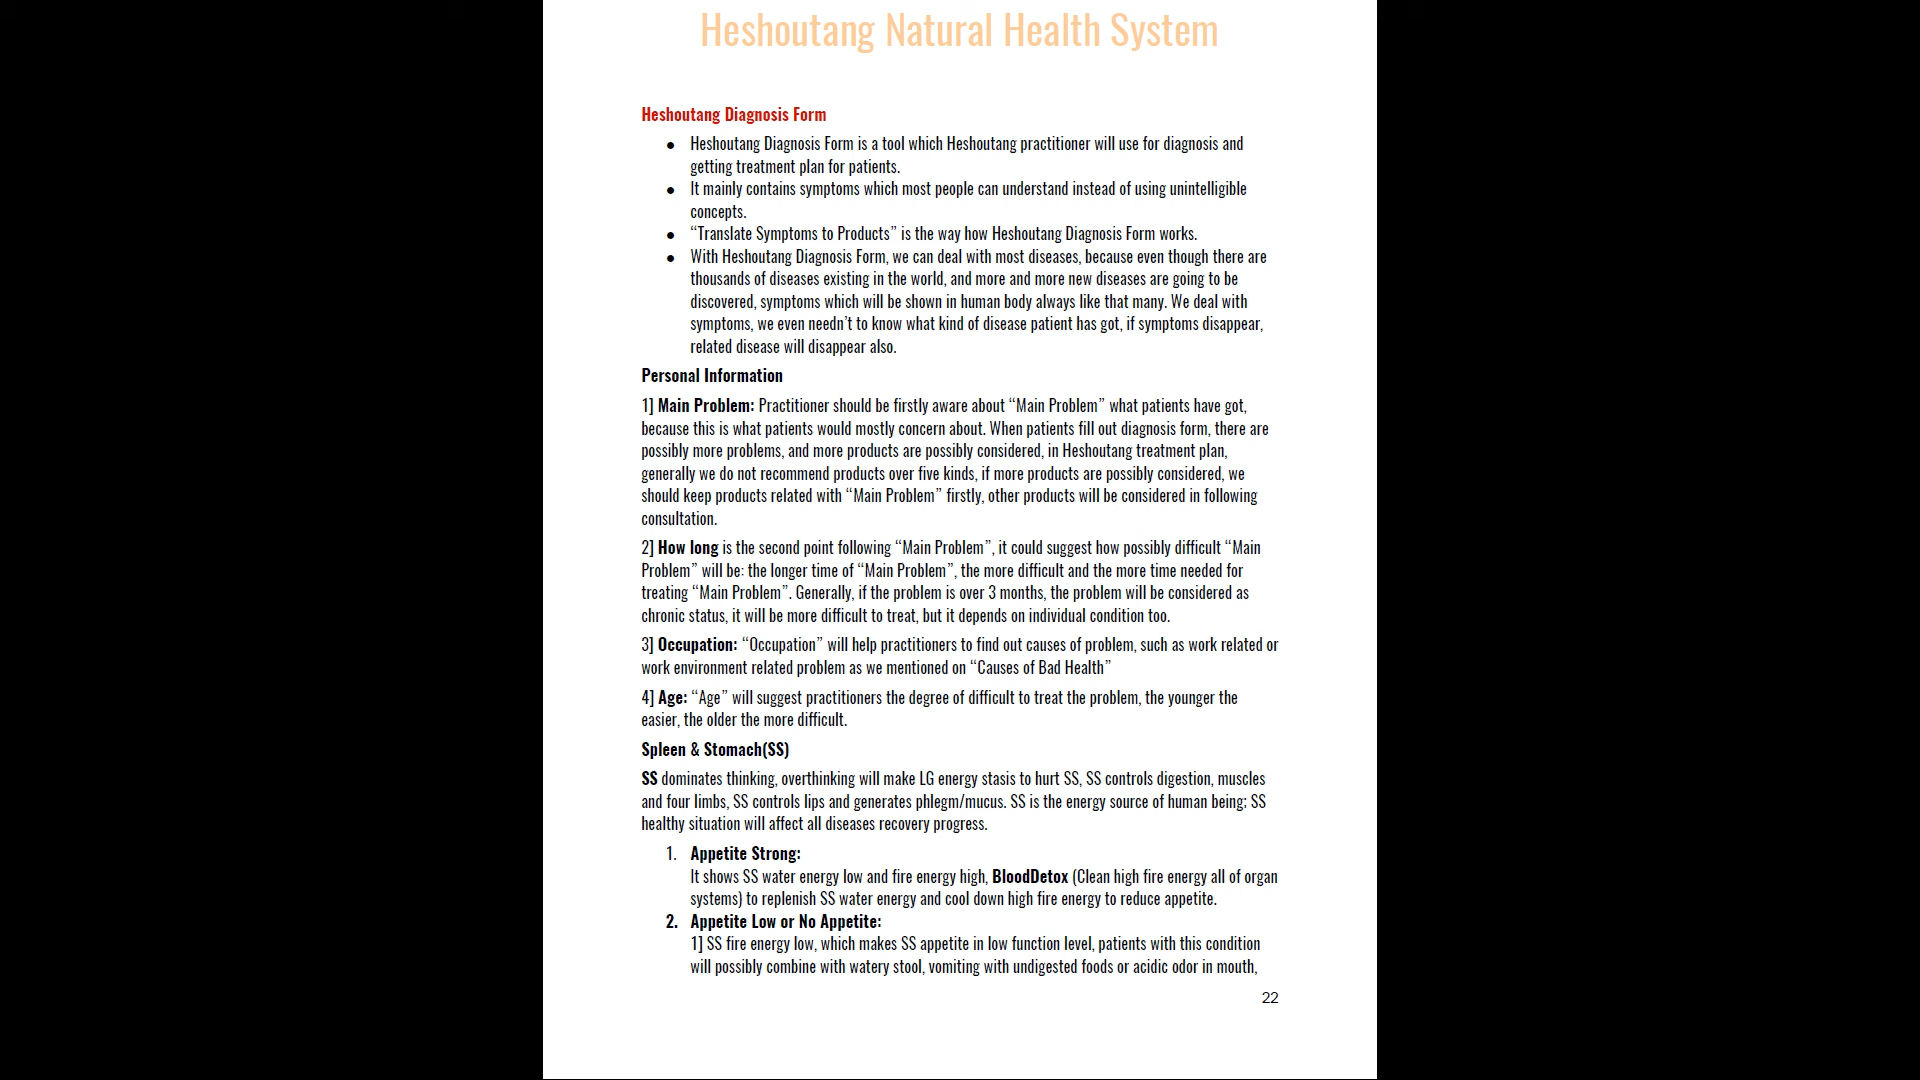 Heshoutang Natural Health System
Heshoutang Diagnosis Form
● Heshoutang Diagnosis Form is a tool which Heshoutang practitioner will use for diagnosis and
getting treatment plan for patients.
● It mainly contains symptoms which most people can understand instead of using unintelligible
concepts.
● “Translate Symptoms to Products” is the way how Heshoutang Diagnosis Form works.
● With Heshoutang Diagnosis Form, we can deal with most diseases, because even though there are
thousands of diseases existing in the world, and more and more new diseases are going to be
discovered, symptoms which will be shown in human body always like that many. We deal with
symptoms, we even needn’t to know what kind of disease patient has got, if symptoms disappear,
related disease will disappear also.
Personal Information
1] Main Problem: Practitioner should be firstly aware about “Main Problem” what patients have got,
because this is what patients would mostly concern about. When patients fill out diagnosis form, there are
possibly more problems, and more products are possibly considered, in Heshoutang treatment plan,
generally we do not recommend products over five kinds, if more products are possibly considered, we
should keep products related with “Main Problem” firstly, other products will be considered in following
consultation.
2] How long is the second point following “Main Problem”, it could suggest how possibly difficult “Main
Problem” will be: the longer time of “Main Problem”, the more difficult and the more time needed for
treating “Main Problem”. Generally, if the problem is over 3 months, the problem will be considered as
chronic status, it will be more difficult to treat, but it depends on individual condition too.
3] Occupation: “Occupation” will help practitioners to find out causes of problem, such as work related or
work environment related problem as we mentioned on “Causes of Bad Health”
4] Age: “Age” will suggest practitioners the degree of difficult to treat the problem, the younger the
easier, the older the more difficult.
Spleen & Stomach(SS)
SS dominates thinking, overthinking will make LG energy stasis to hurt SS, SS controls digestion, muscles
and four limbs, SS controls lips and generates phlegm/mucus. SS is the energy source of human being; SS
healthy situation will affect all diseases recovery progress.
1. Appetite Strong:
It shows SS water energy low and fire energy high, BloodDetox (Clean high fire energy all of organ
systems) to replenish SS water energy and cool down high fire energy to reduce appetite.
2. Appetite Low or No Appetite:
1] SS fire energy low, which makes SS appetite in low function level, patients with this condition
will possibly combine with watery stool, vomiting with undigested foods or acidic odor in mouth,
22